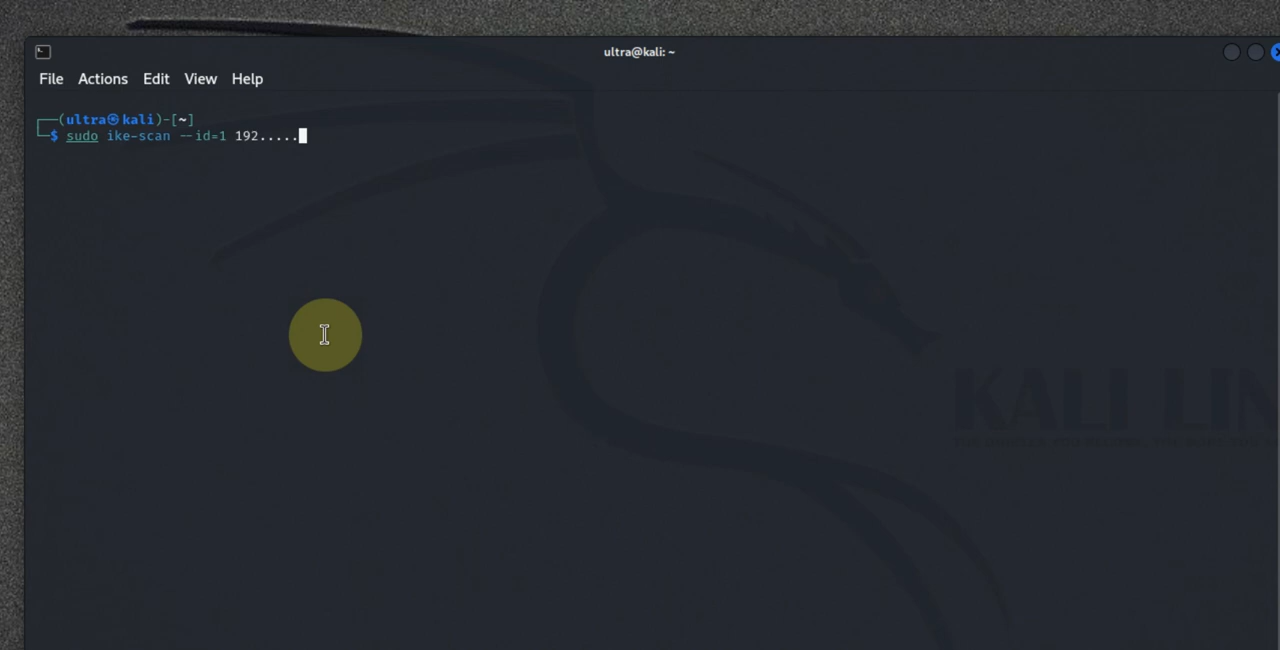 ultra@kali: ~
File Actions Edit View Help
┌──(ultra㉿kali)-[~]
└─$ sudo ike-scan --id=1 192.....
KALI LIN